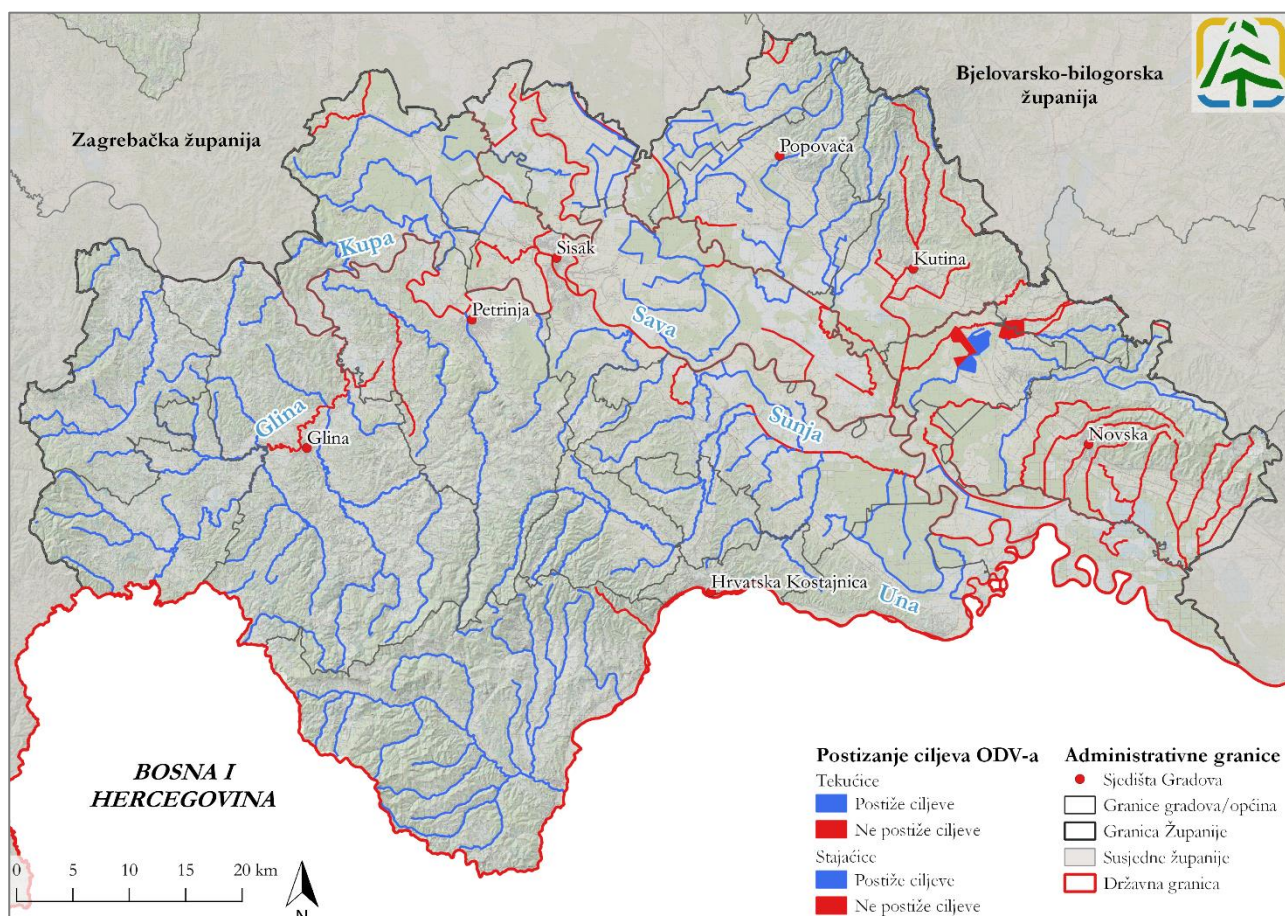 Bjelovarsko-bilogorska
županija
Zagrebačka županija
Popovača
Kupa
Sisak
Kutina
Petrinja
Sava
Sunja
Glina
Glina
Novska
Hrvatska Kostajnica
Una
BOSNA I
HERCEGOVINA
0 5 10 15 20 km
N
Postizanje ciljeva ODV-a
Tekućice
Postiže ciljeve
Ne postiže ciljeve
Stajaćice
Postiže ciljeve
Ne postiže ciljeve
Administrativne granice
Sjedišta Gradova
Granice gradova/općina
Granica Županije
Susjedne županije
Državna granica